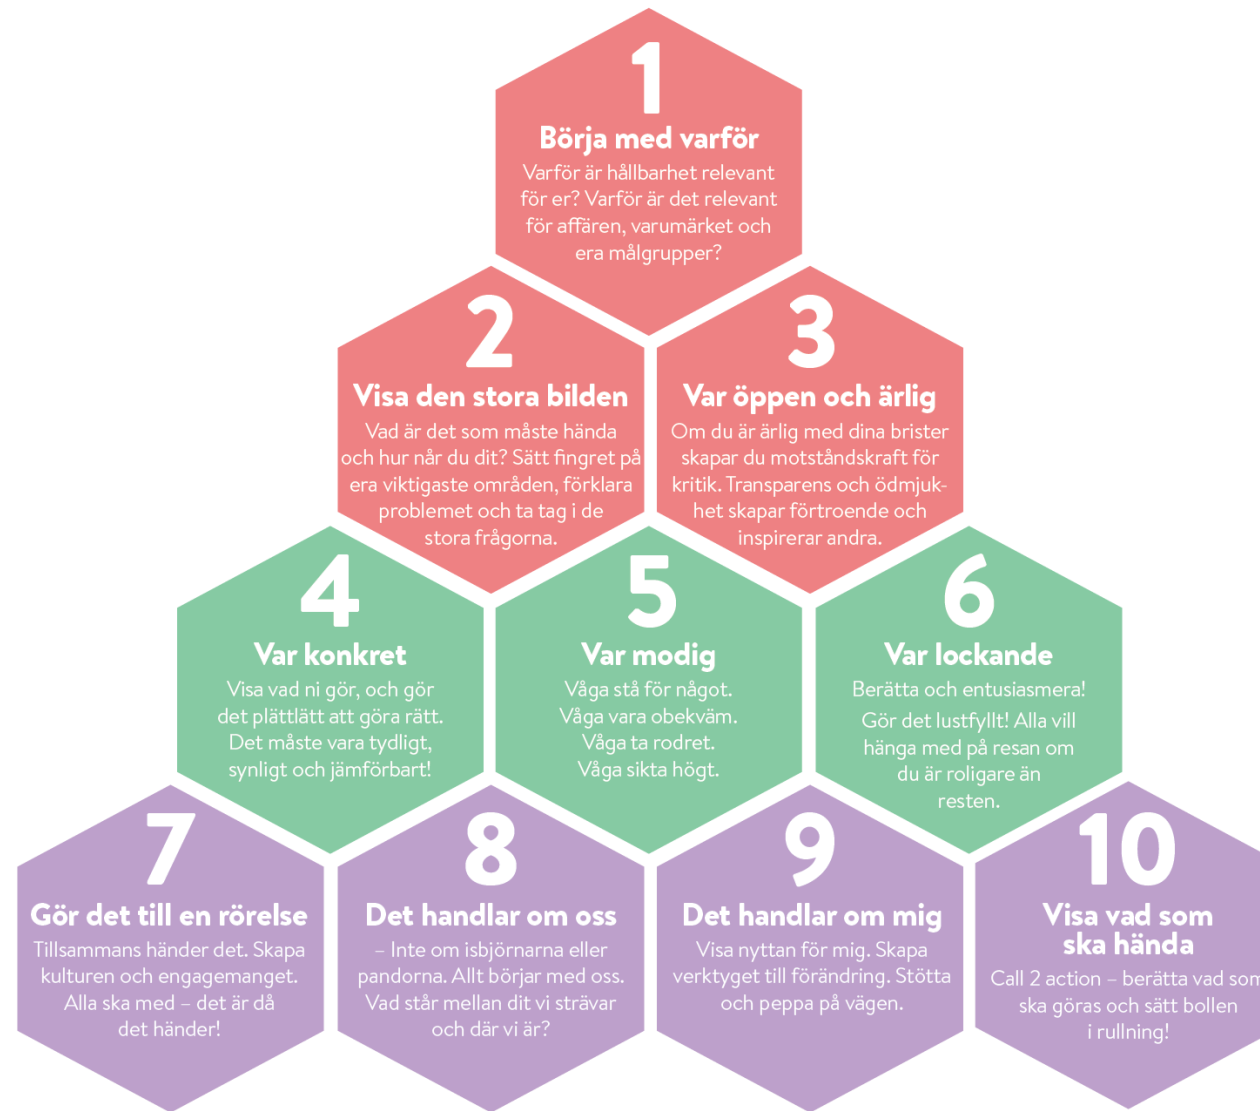 1
Börja med varför
Varför är hållbarhet relevant
för er? Varför är det relevant
för affären, varumärket och
era målgrupper?
2
Visa den stora bilden
Vad är det som måste hända
och hur når du dit? Sätt fingret på
era viktigaste områden, förklara
problemet och ta tag i de
stora frågorna.
3
Var öppen och ärlig
Om du är ärlig med dina brister
skapar du motståndskraft för
kritik. Transparens och ödmjuk-
het skapar förtroende och
inspirerar andra.
4
Var konkret
Visa vad ni gör, och gör
det plättlätt att göra rätt.
Det måste vara tydligt,
synligt och jämförbart!
5
Var modig
Våga stå för något.
Våga vara obekväm.
Våga ta rodret.
Våga sikta högt.
6
Var lockande
Berätta och entusiasmera!
Gör det lustfyllt! Alla vill
hänga med på resan om
du är roligare än
resten.
7
Gör det till en rörelse
Tillsammans händer det. Skapa
kulturen och engagemanget.
Alla ska med – det är då
det händer!
8
Det handlar om oss
– Inte om isbjörnarna eller
pandorna. Allt börjar med oss.
Vad står mellan dit vi strävar
och där vi är?
9
Det handlar om mig
Visa nyttan för mig. Skapa
verktyget till förändring. Stötta
och peppa på vägen.
10
Visa vad som
ska hända
Call 2 action – berätta vad som
ska göras och sätt bollen
i rullning!